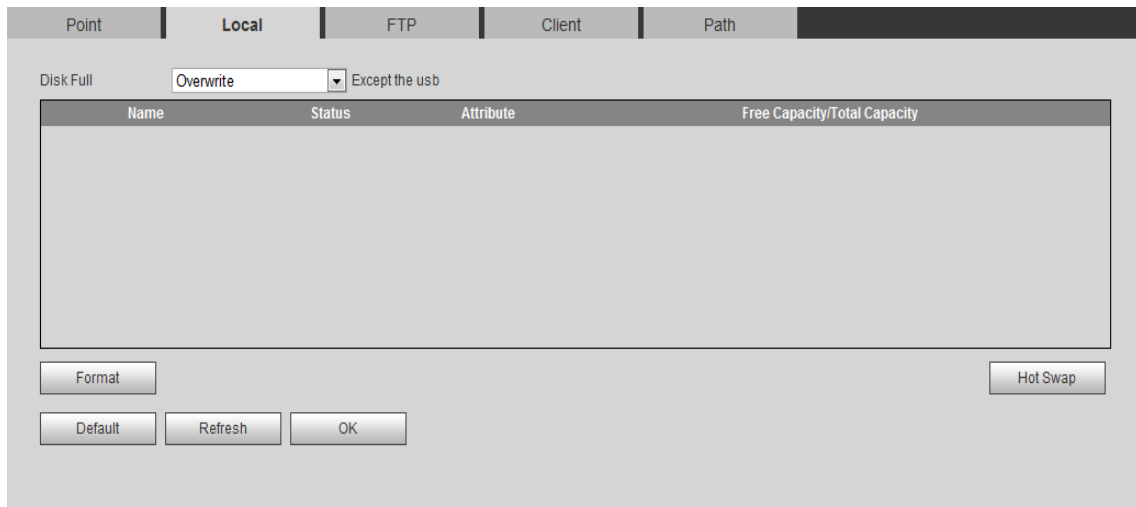 Point Local FTP Client Path
Disk Full Overwrite Except the usb
Name Status Attribute Free Capacity/Total Capacity
Format Hot Swap
Default Refresh OK